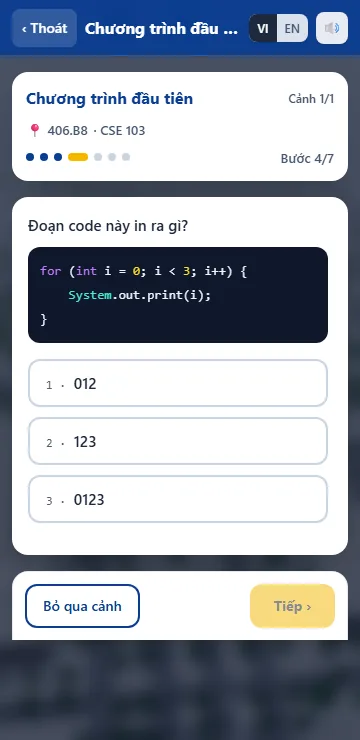 ‹ Thoát Chương trình đầu ... VI EN
Chương trình đầu tiên Cảnh 1/1
406.B8 · CSE 103
Bước 4/7
Đoạn code này in ra gì?
for (int i = 0; i < 3; i++) {
    System.out.print(i);
}
1 · 012
2 · 123
3 · 0123
Bỏ qua cảnh Tiếp ›